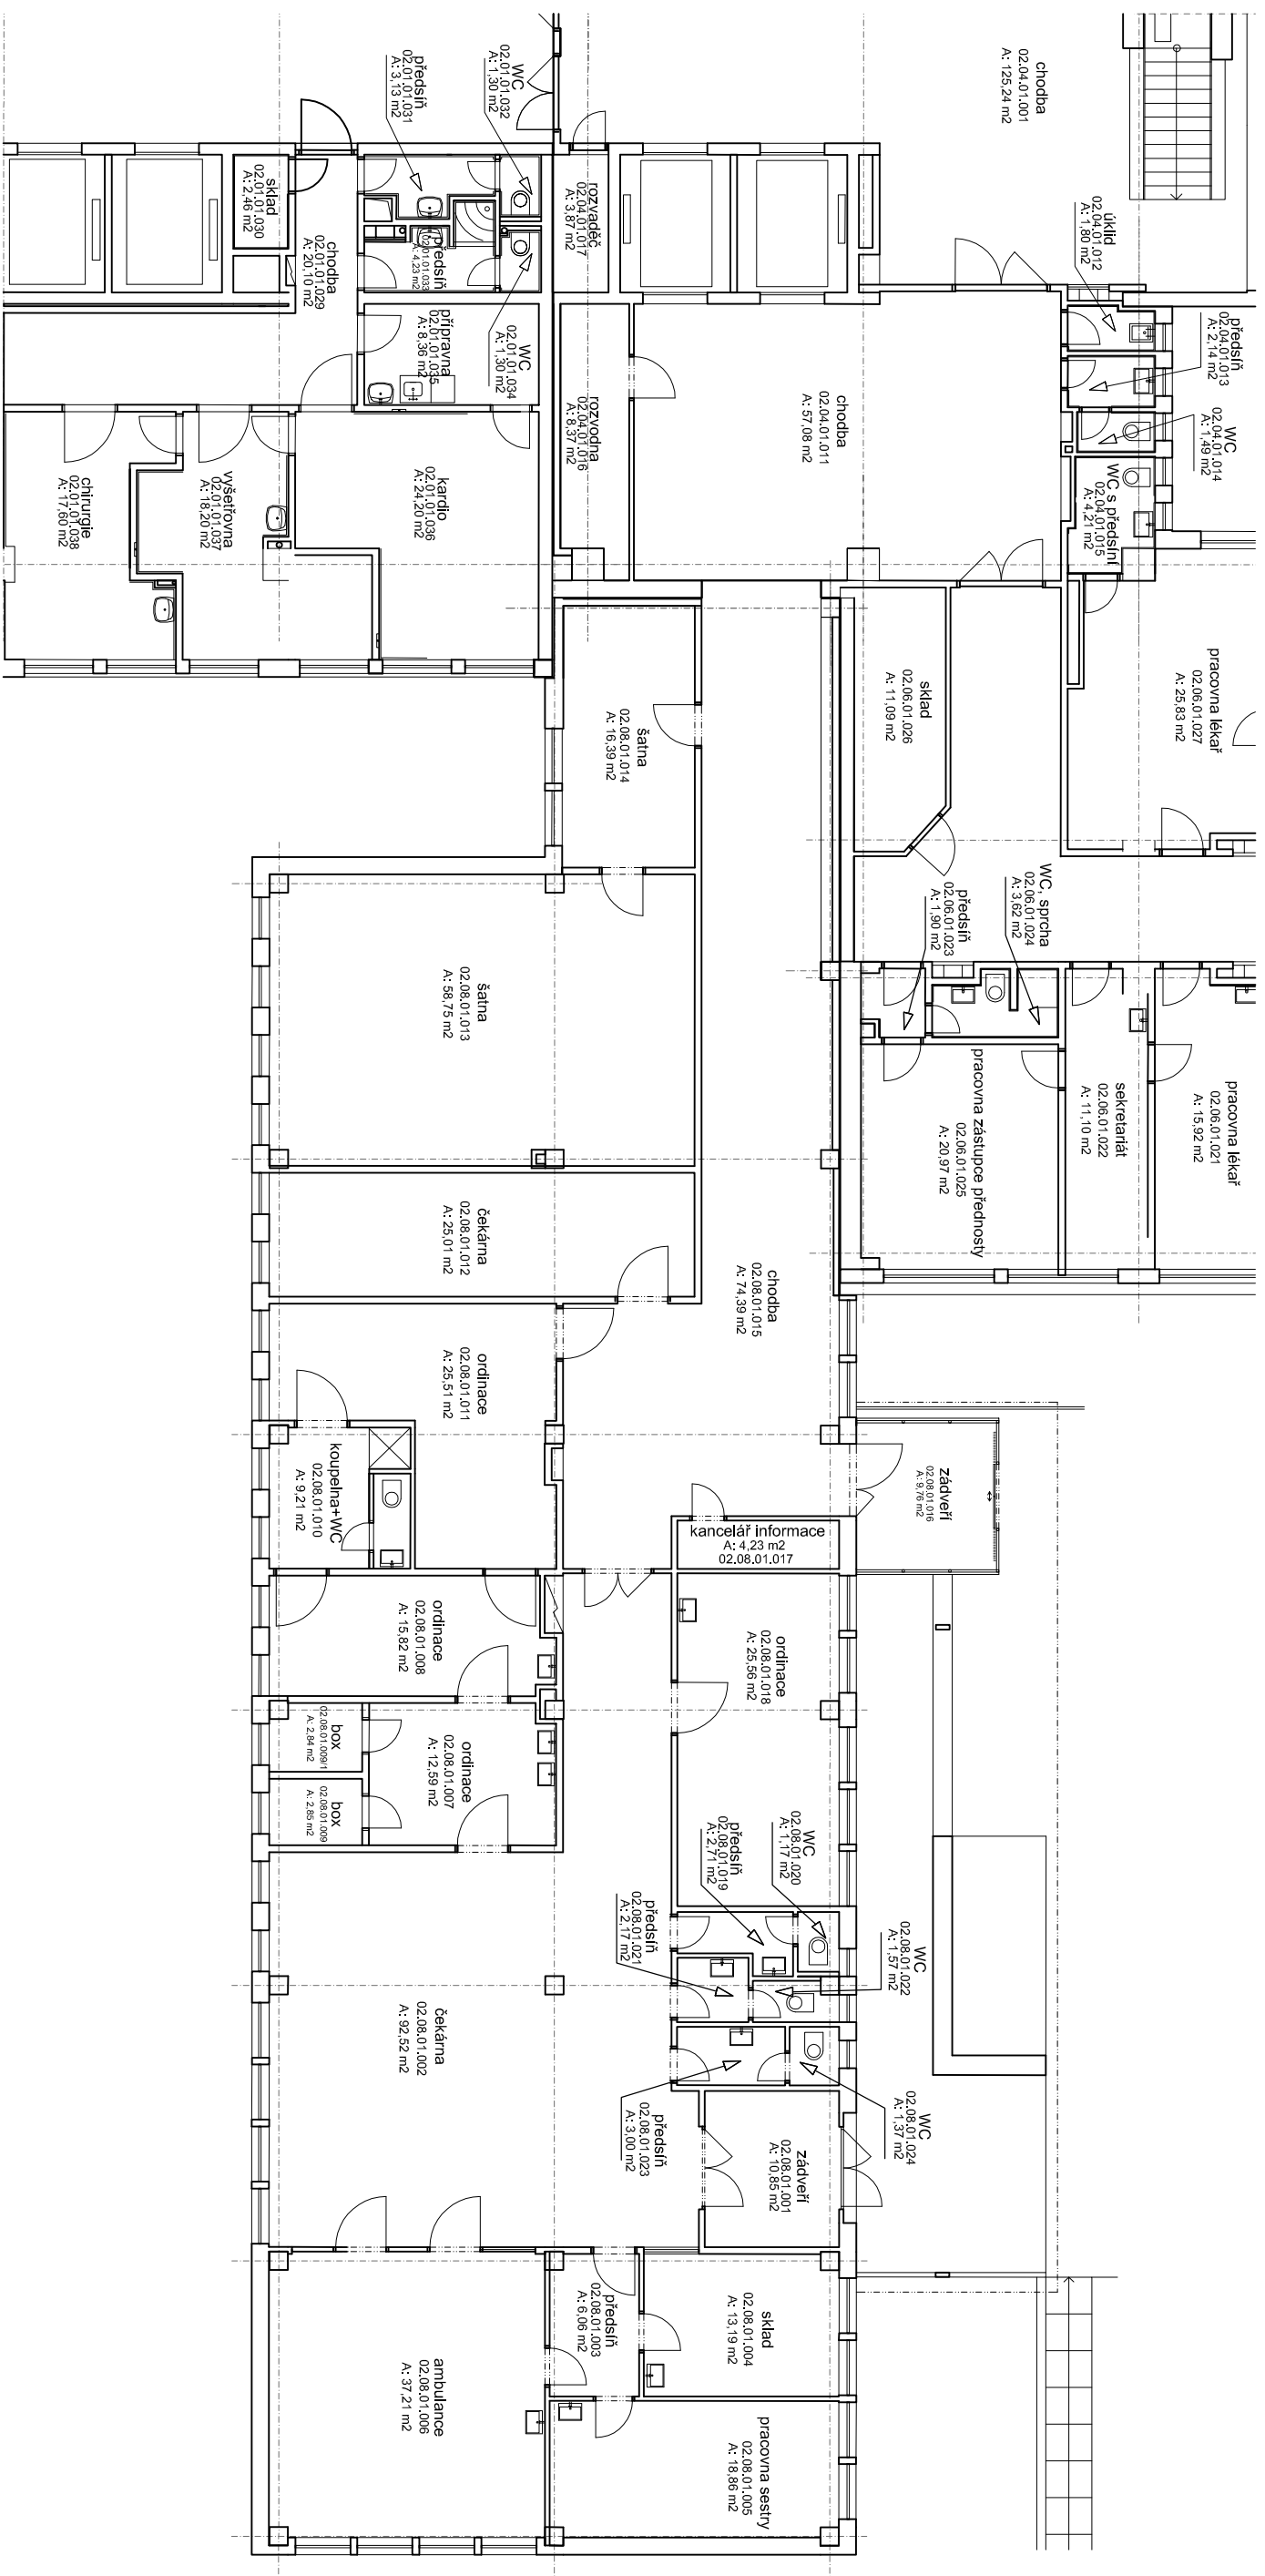 chodba
02.04.01.001
A: 125,24 m2
WC
02.01.01.032
A: 1,30 m2
předsíň
02.01.01.031
A: 3,13 m2
sklad
02.01.01.030
A: 2,46 m2
chodba
02.01.01.029
A: 20,10 m2
předsíň
02.01.01.033
A: 4,23 m2
rozvaděč
02.04.01.017
A: 3,87 m2
úklid
02.04.01.012
A: 1,80 m2
předsíň
02.04.01.013
A: 2,14 m2
WC
02.04.01.014
A: 1,49 m2
WC s předsíní
02.04.01.015
A: 4,21 m2
přípravna
02.01.01.035
A: 8,36 m2
WC
02.01.01.034
A: 1,30 m2
rozvodna
02.04.01.016
A: 8,37 m2
chodba
02.04.01.011
A: 57,08 m2
chirurgie
02.01.01.038
A: 17,60 m2
vyšetřovna
02.01.01.037
A: 18,20 m2
kardio
02.01.01.036
A: 24,20 m2
pracovna lékař
02.06.01.027
A: 25,83 m2
sklad
02.06.01.026
A: 11,09 m2
šatna
02.08.01.014
A: 16,39 m2
WC, sprcha
02.06.01.024
A: 3,62 m2
předsíň
02.06.01.023
A: 1,90 m2
šatna
02.08.01.013
A: 58,75 m2
pracovna zástupce přednosty
02.06.01.025
A: 20,97 m2
sekretariát
02.06.01.022
A: 11,10 m2
pracovna lékař
02.06.01.021
A: 15,92 m2
čekárna
02.08.01.012
A: 25,01 m2
chodba
02.08.01.015
A: 74,39 m2
ordinace
02.08.01.011
A: 25,51 m2
koupelna+WC
02.08.01.010
A: 9,21 m2
zádveří
02.08.01.016
A: 9,76 m2
kancelář informace
A: 4,23 m2
02.08.01.017
ordinace
02.08.01.008
A: 15,82 m2
ordinace
02.08.01.018
A: 25,56 m2
box
02.08.01.009/1
A: 2,84 m2
ordinace
02.08.01.007
A: 12,59 m2
box
02.08.01.009
A: 2,85 m2
WC
02.08.01.020
A: 1,17 m2
předsíň
02.08.01.019
A: 2,71 m2
předsíň
02.08.01.021
A: 2,17 m2
WC
02.08.01.022
A: 1,57 m2
čekárna
02.08.01.002
A: 92,52 m2
WC
02.08.01.024
A: 1,37 m2
předsíň
02.08.01.023
A: 3,00 m2
zádveří
02.08.01.001
A: 10,85 m2
předsíň
02.08.01.003
A: 6,06 m2
sklad
02.08.01.004
A: 13,19 m2
ambulance
02.08.01.006
A: 37,21 m2
pracovna sestry
02.08.01.005
A: 18,86 m2